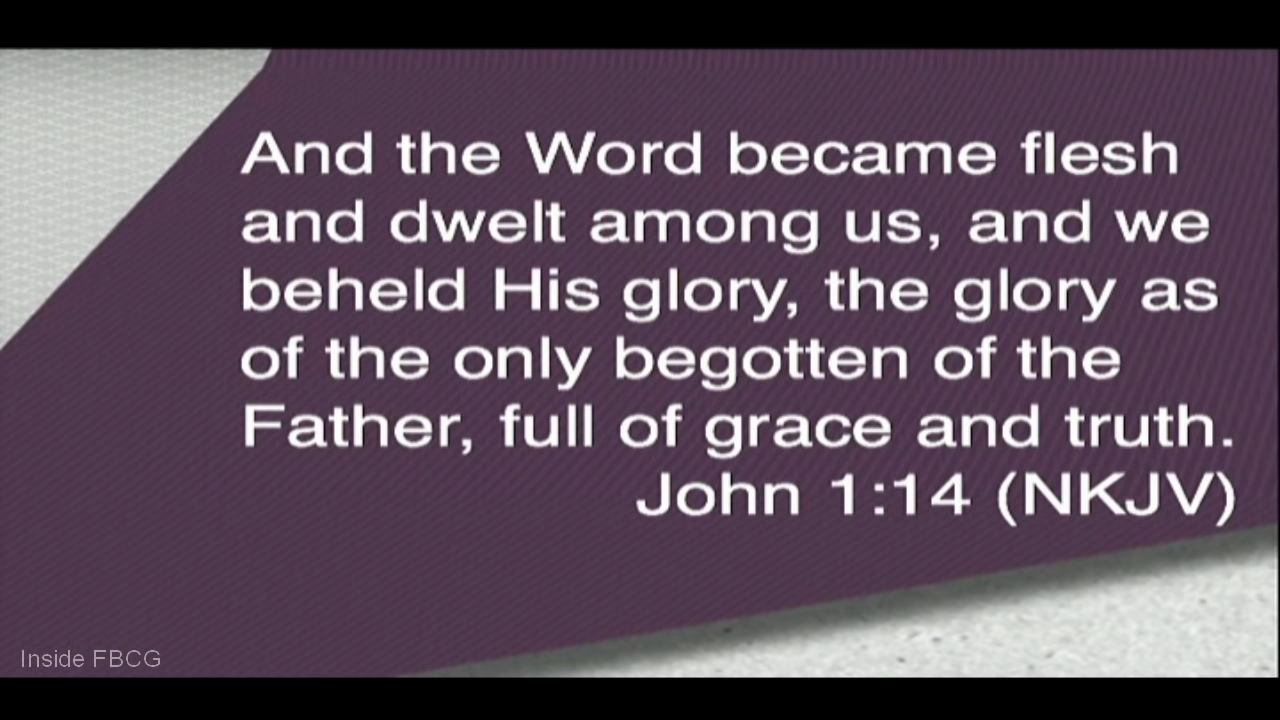 And the Word became flesh
and dwelt among us, and we
beheld His glory, the glory as
of the only begotten of the
Father, full of grace and truth.
John 1:14 (NKJV)
Inside FBCG